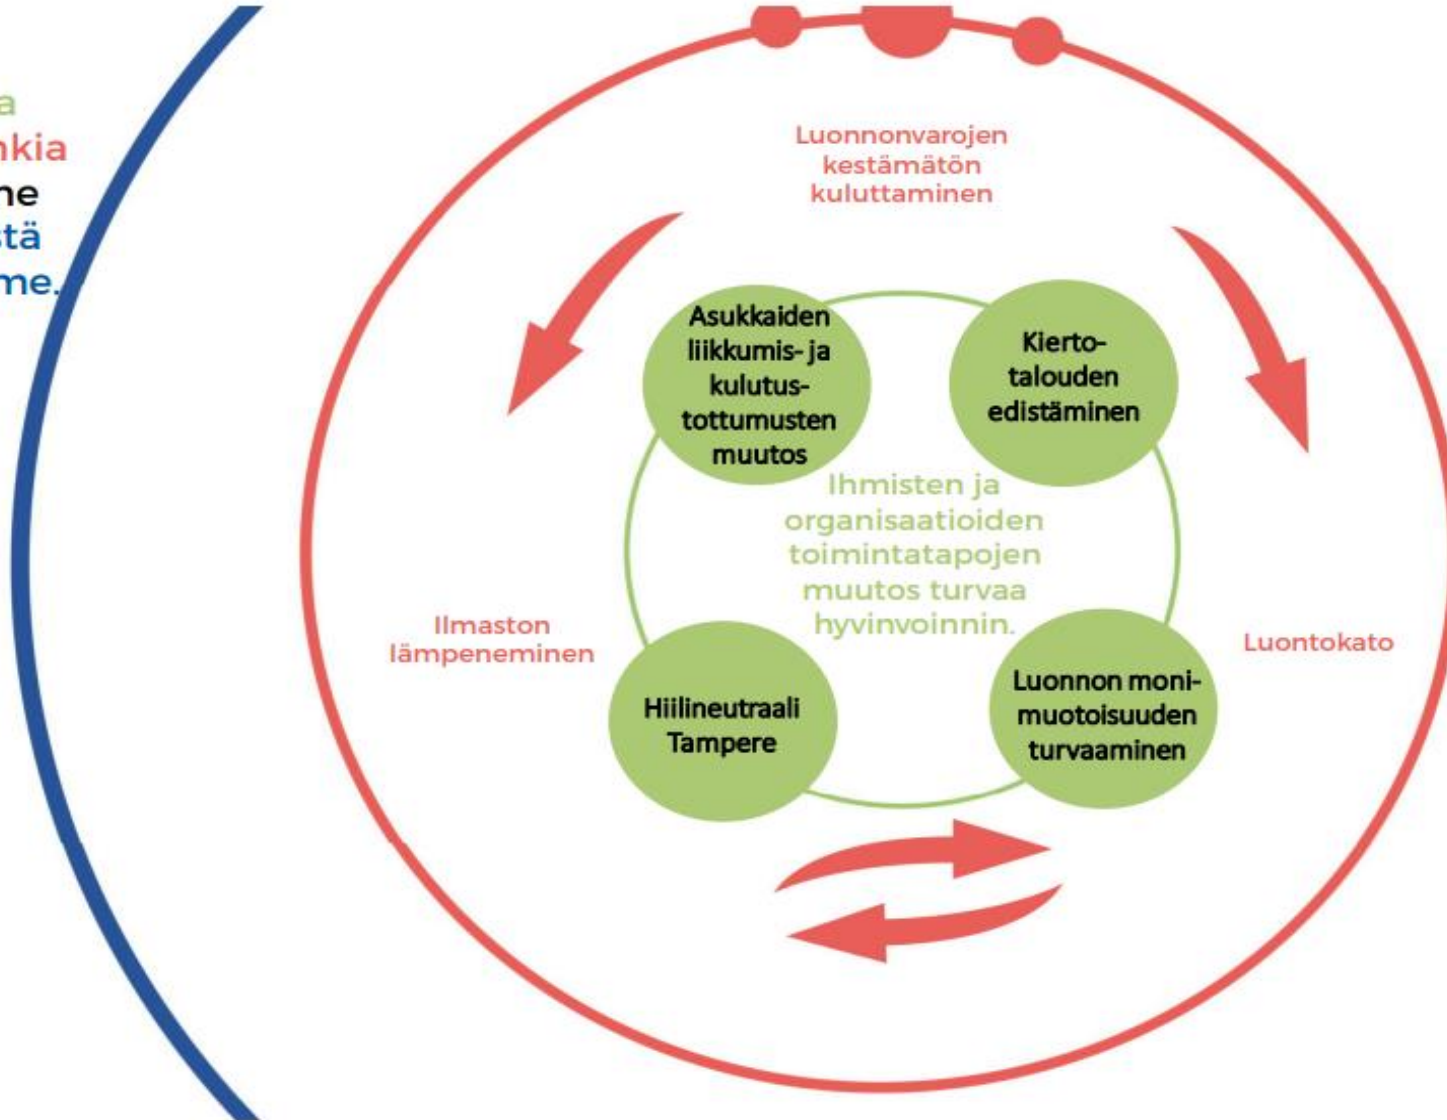 Luonnonvarojen
kestämätön
kuluttaminen
Asukkaiden
liikkumis- ja
kulutus-
tottumusten
muutos
Kierto-
talouden
edistäminen
Ihmisten ja
organisaatioiden
toimintatapojen
muutos turvaa
hyvinvoinnin.
Ilmaston
lämpeneminen
Luontokato
Hiilineutraali
Tampere
Luonnon moni-
muotoisuuden
turvaaminen